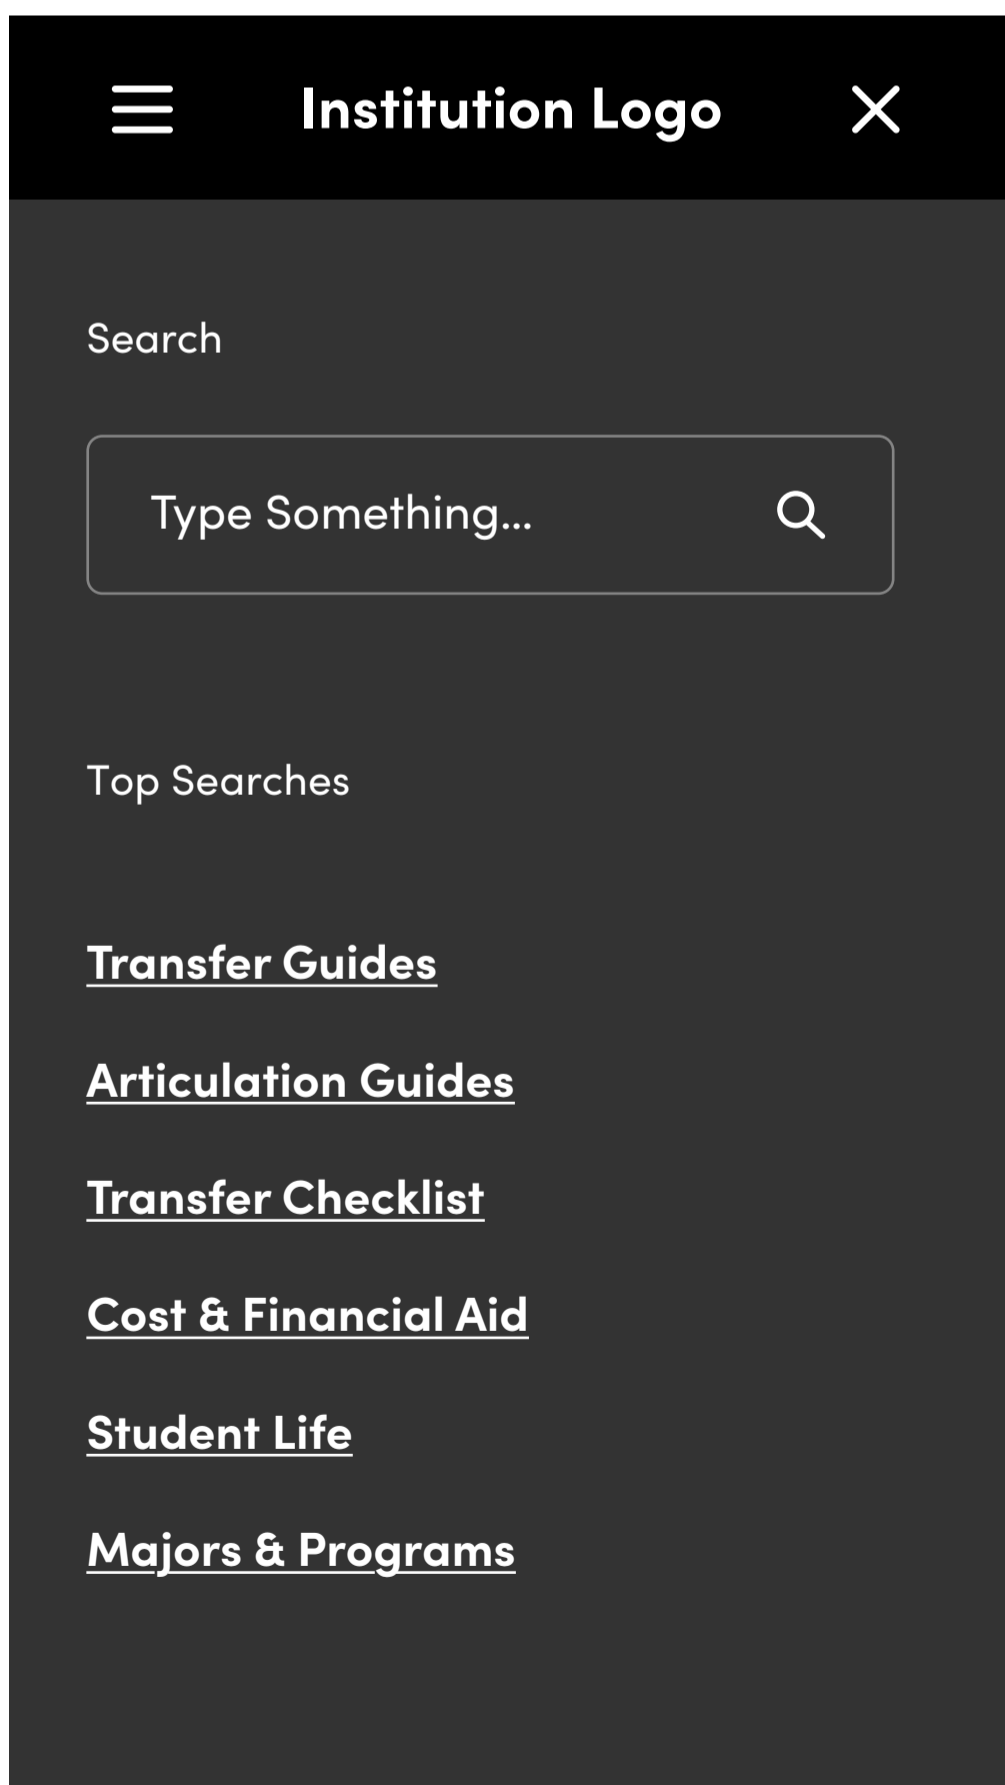 Institution Logo
Search
Type Something...
Top Searches
Transfer Guides
Articulation Guides
Transfer Checklist
Cost & Financial Aid
Student Life
Majors & Programs